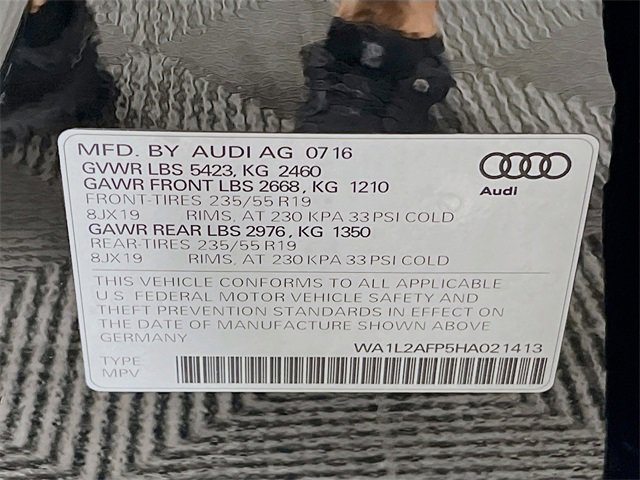 MFD. BY AUDI AG 07 16
GVWR LBS 5423, KG 2460
GAWR FRONT LBS 2668, KG 1210
FRONT-TIRES 235/55 R19
8JX19 RIMS, AT 230 KPA 33 PSI COLD
GAWR REAR LBS 2976, KG 1350
REAR-TIRES 235/55 R19
8JX19 RIMS, AT 230 KPA 33 PSI COLD
Audi
THIS VEHICLE CONFORMS TO ALL APPLICABLE
U.S. FEDERAL MOTOR VEHICLE SAFETY AND
THEFT PREVENTION STANDARDS IN EFFECT ON
THE DATE OF MANUFACTURE SHOWN ABOVE
GERMANY
WA1L2AFP5HA021413
TYPE
MPV